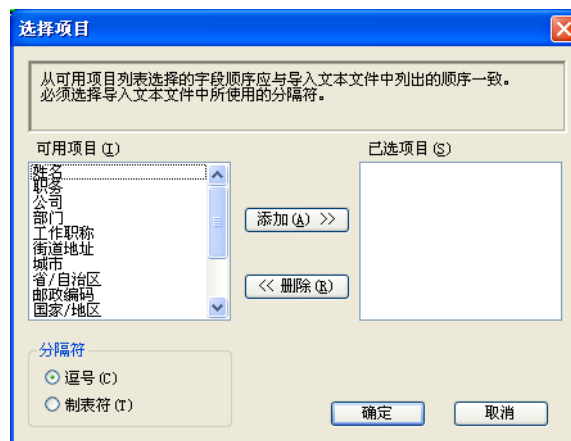 选择项目
从可用项目列表选择的字段顺序应与导入文本文件中列出的顺序一致。
必须选择导入文本文件中所使用的分隔符。
可用项目(I)
已选项目(S)
姓名
职务
公司
部门
工作职称
街道地址
城市
省/自治区
邮政编码
国家/地区
添加(A) >>
<< 删除(R)
分隔符
逗号(C)
制表符(T)
确定
取消